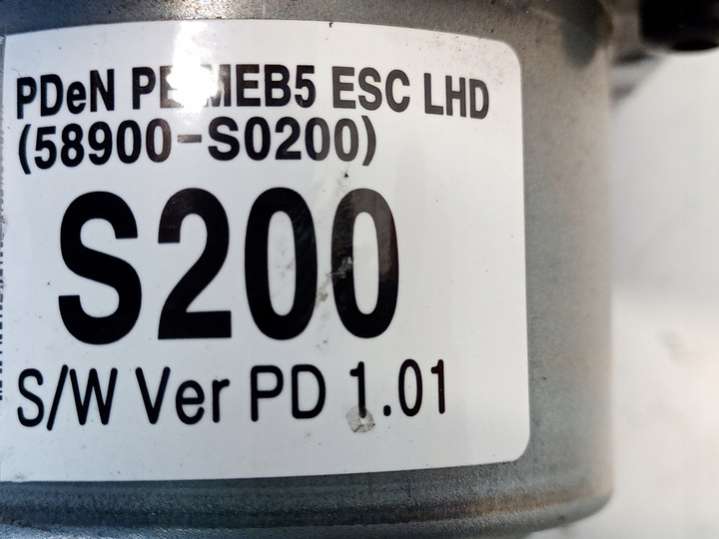 PDeN PE MEB5 ESC LHD
(58900-S0200)
S200
S/W Ver PD 1.01